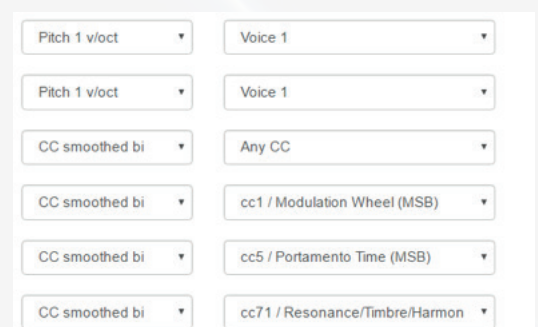 Pitch 1 v/oct Voice 1
Pitch 1 v/oct Voice 1
CC smoothed bi Any CC
CC smoothed bi cc1 / Modulation Wheel (MSB)
CC smoothed bi cc5 / Portamento Time (MSB)
CC smoothed bi cc71 / Resonance/Timbre/Harmon